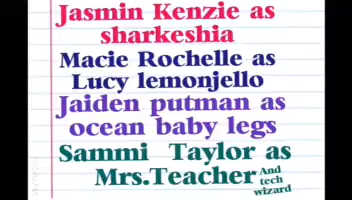 Jasmin Kenzie as
sharkeshia
Macie Rochelle as
Lucy lemonjello
Jaiden putman as
ocean baby legs
Sammi Taylor as
Mrs.Teacher And
tech
wizard